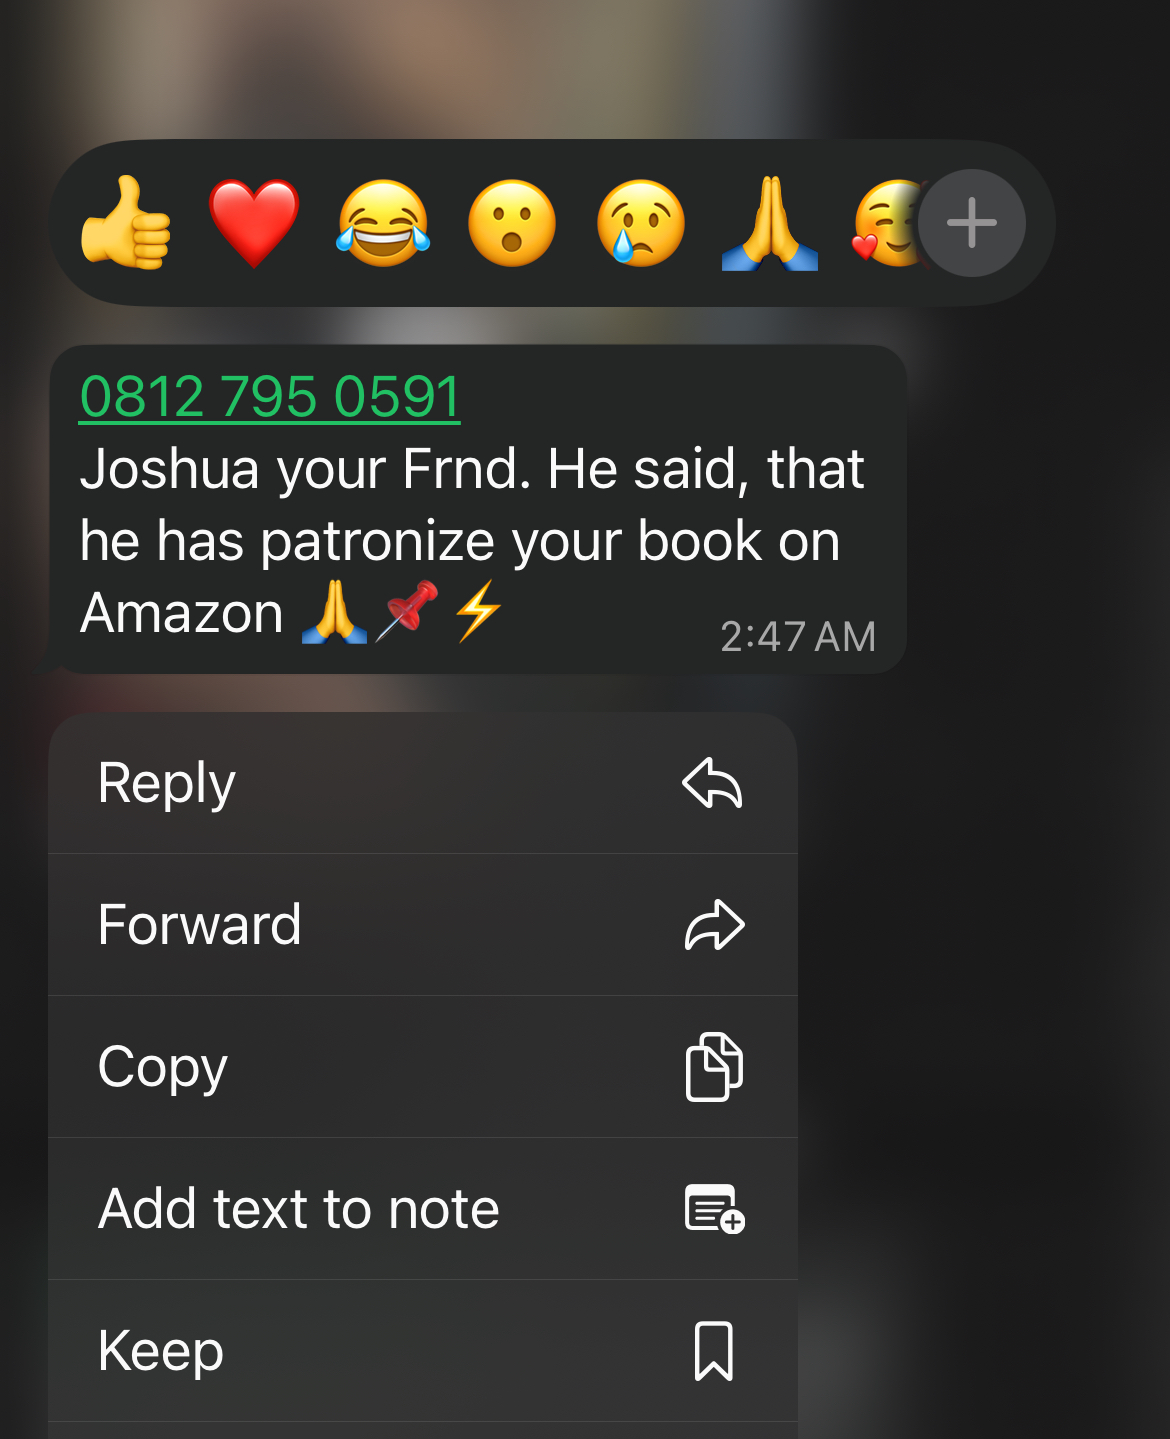 0812 795 0591
Joshua your Frnd. He said, that
he has patronize your book on
Amazon 🙏📌⚡
2:47 AM
Reply
Forward
Copy
Add text to note
Keep